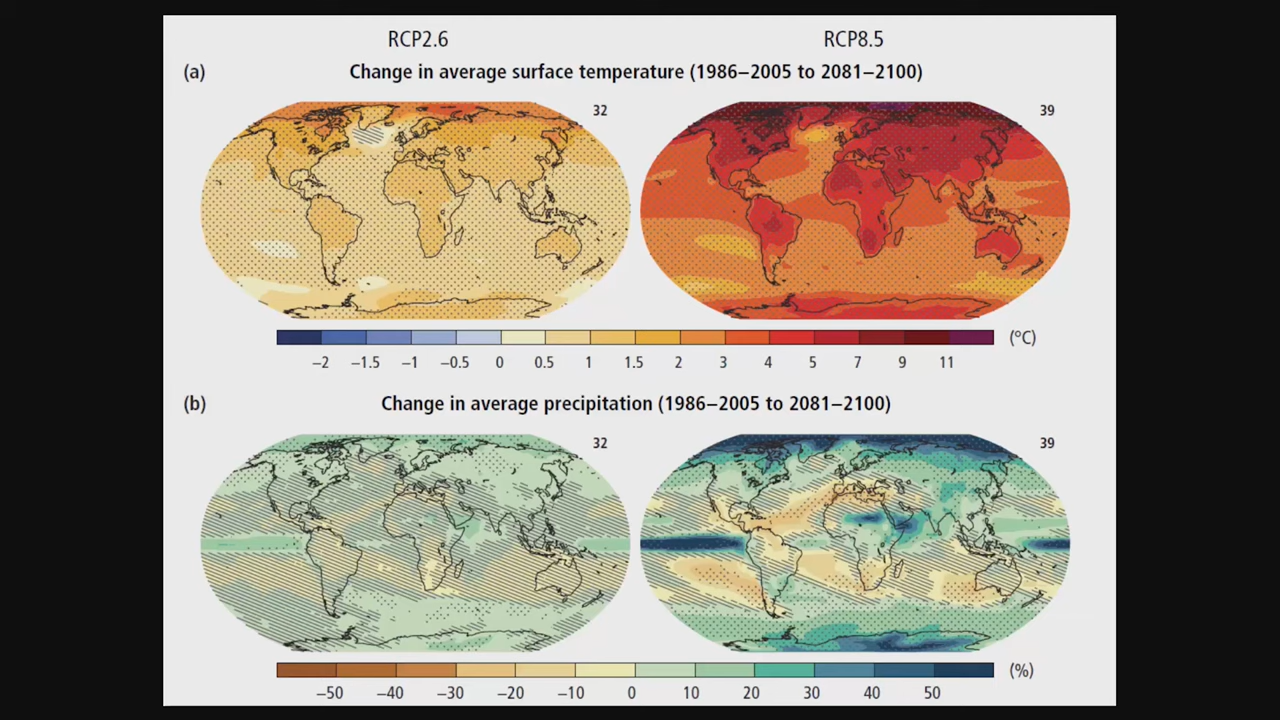 RCP2.6 RCP8.5
(a) Change in average surface temperature (1986–2005 to 2081–2100)
32 39
(°C)
−2 −1.5 −1 −0.5 0 0.5 1 1.5 2 3 4 5 7 9 11
(b) Change in average precipitation (1986–2005 to 2081–2100)
32 39
(%)
−50 −40 −30 −20 −10 0 10 20 30 40 50